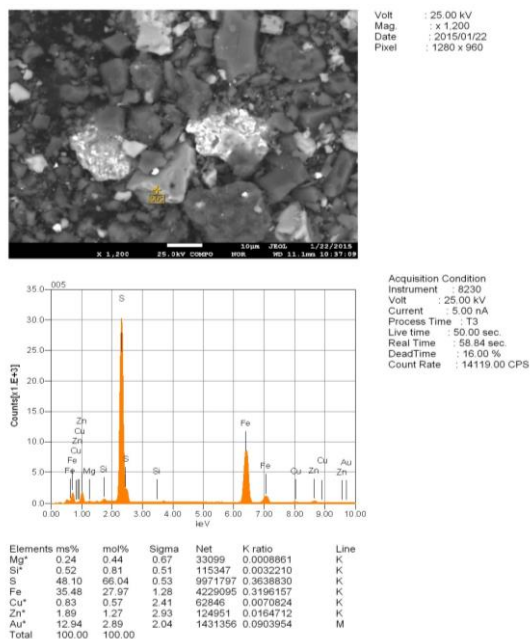 Volt : 25.00 kV
Mag. : x 1,200
Date : 2015/01/22
Pixel : 1280 x 960
X 1,200 25.0kV COMPO NOR 10µm JEOL 1/22/2015 WD 11.1mm 10:37:09
Acquisition Condition
Instrument : 8230
Volt : 25.00 kV
Current : 5.00 nA
Process Time : T3
Live time : 50.00 sec.
Real Time : 58.84 sec.
DeadTime : 16.00 %
Count Rate : 14119.00 CPS
35.0
005
S
30.0
25.0
20.0
15.0
Zn
Cu
Zn
Cu
Fe
Fe
Mg
Si
S
Si
Fe
Fe
Cu
Zn
Cu
Zn
Au
10.0
5.0
0.0
Counts[x1.E+3]
0.00 1.00 2.00 3.00 4.00 5.00 6.00 7.00 8.00 9.00 10.00
keV
Elements ms% mol% Sigma Net K ratio Line
Mg* 0.24 0.44 0.67 33099 0.0008861 K
Si* 0.52 0.81 0.51 115347 0.0032210 K
S 48.10 66.04 0.53 9971797 0.3638830 K
Fe 35.48 27.97 1.28 4229095 0.3196157 K
Cu* 0.83 0.57 2.41 62846 0.0070824 K
Zn* 1.89 1.27 2.93 124951 0.0164712 K
Au* 12.94 2.89 2.04 1431356 0.0903954 M
Total 100.00 100.00